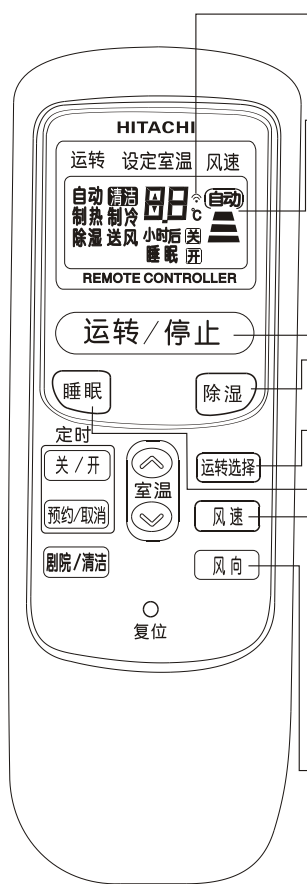 HITACHI
运转 设定室温 风速
自动 清洁 88 ℃ 自动
制热 制冷
除湿 送风 小时后 关
睡眠 开
REMOTE CONTROLLER
运转/停止
睡眠 除湿
定时
关/开 室温 运转选择
预约/取消 风速
剧院/清洁 风向
复位